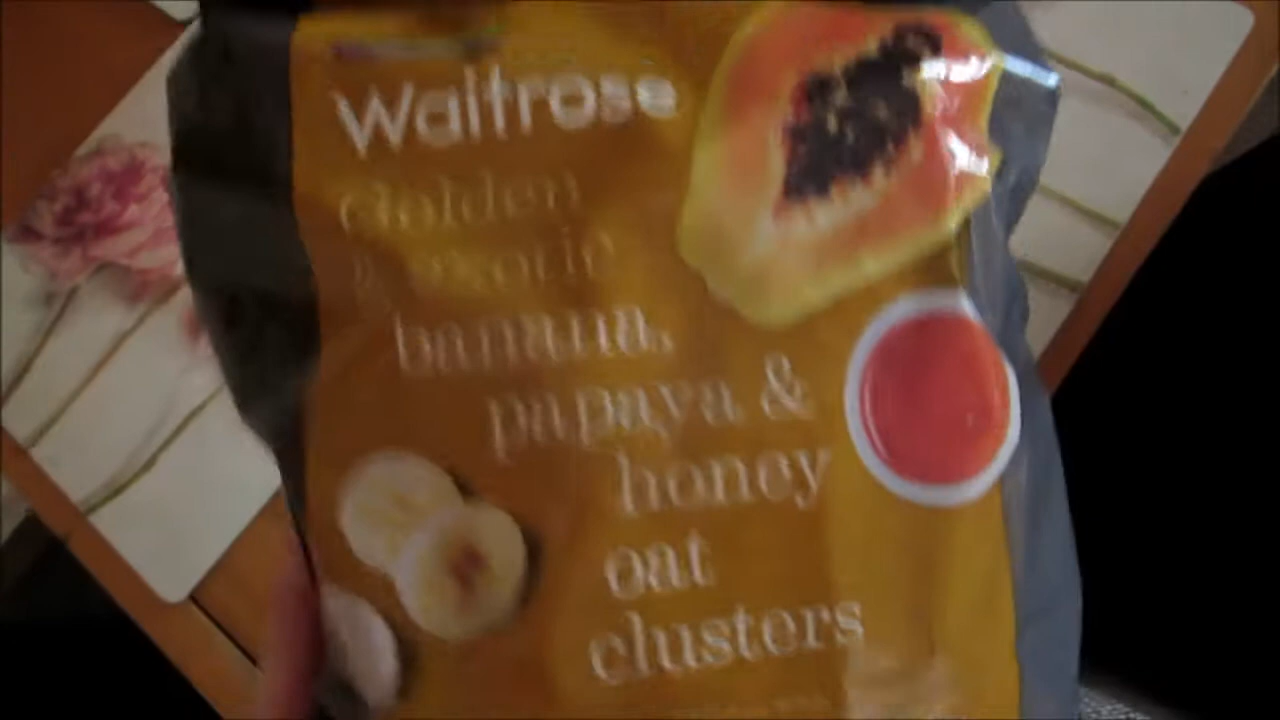 Waitrose
Golden
& exotic
banana,
papaya &
honey
oat
clusters